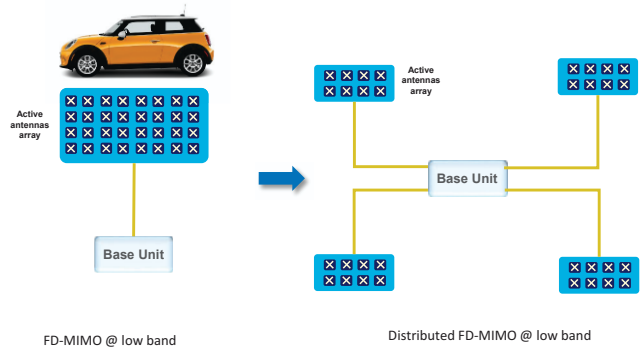 Active
antennas
array
Base Unit
FD-MIMO @ low band
Active
antennas
array
Base Unit
Distributed FD-MIMO @ low band